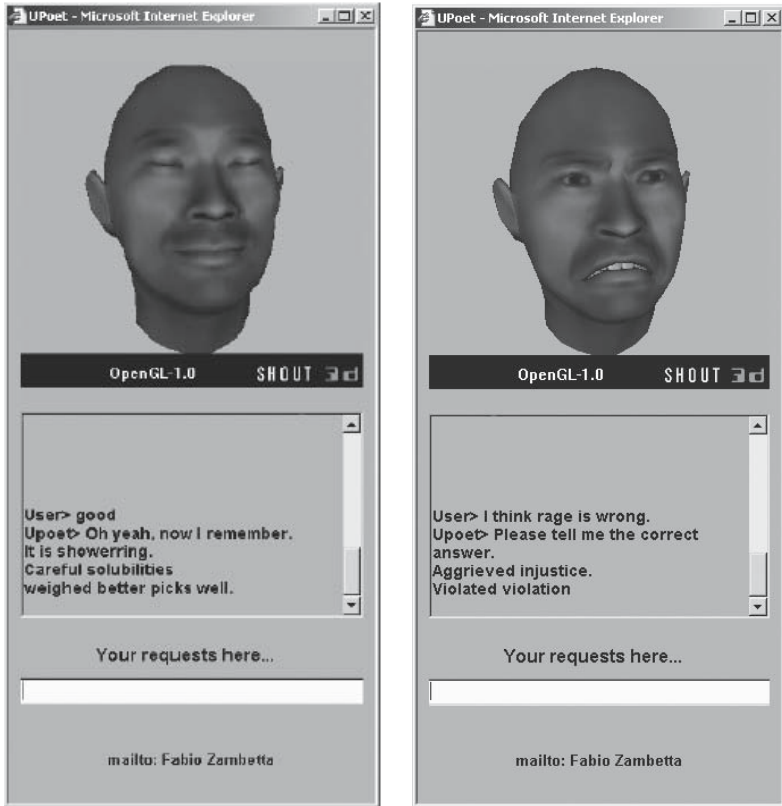 UPoet - Microsoft Internet Explorer
OpenGL-1.0 SHOUT 3d
User> good
Upoet> Oh yeah, now I remember.
It is showerring.
Careful solubilities
weighed better picks well.
Your requests here...
mailto: Fabio Zambetta
UPoet - Microsoft Internet Explorer
OpenGL-1.0 SHOUT 3d
User> I think rage is wrong.
Upoet> Please tell me the correct
answer.
Aggrieved injustice.
Violated violation
Your requests here...
mailto: Fabio Zambetta